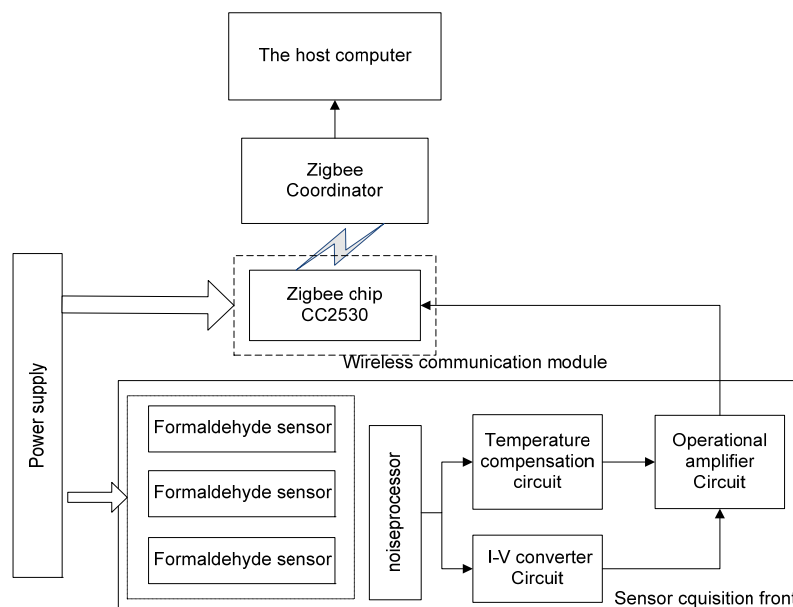 The host computer
Zigbee
Coordinator
Zigbee chip
CC2530
Wireless communication module
Power supply
Formaldehyde sensor
Formaldehyde sensor
Formaldehyde sensor
noiseprocessor
Temperature
compensation
circuit
I-V converter
Circuit
Operational
amplifier
Circuit
Sensor cquisition front